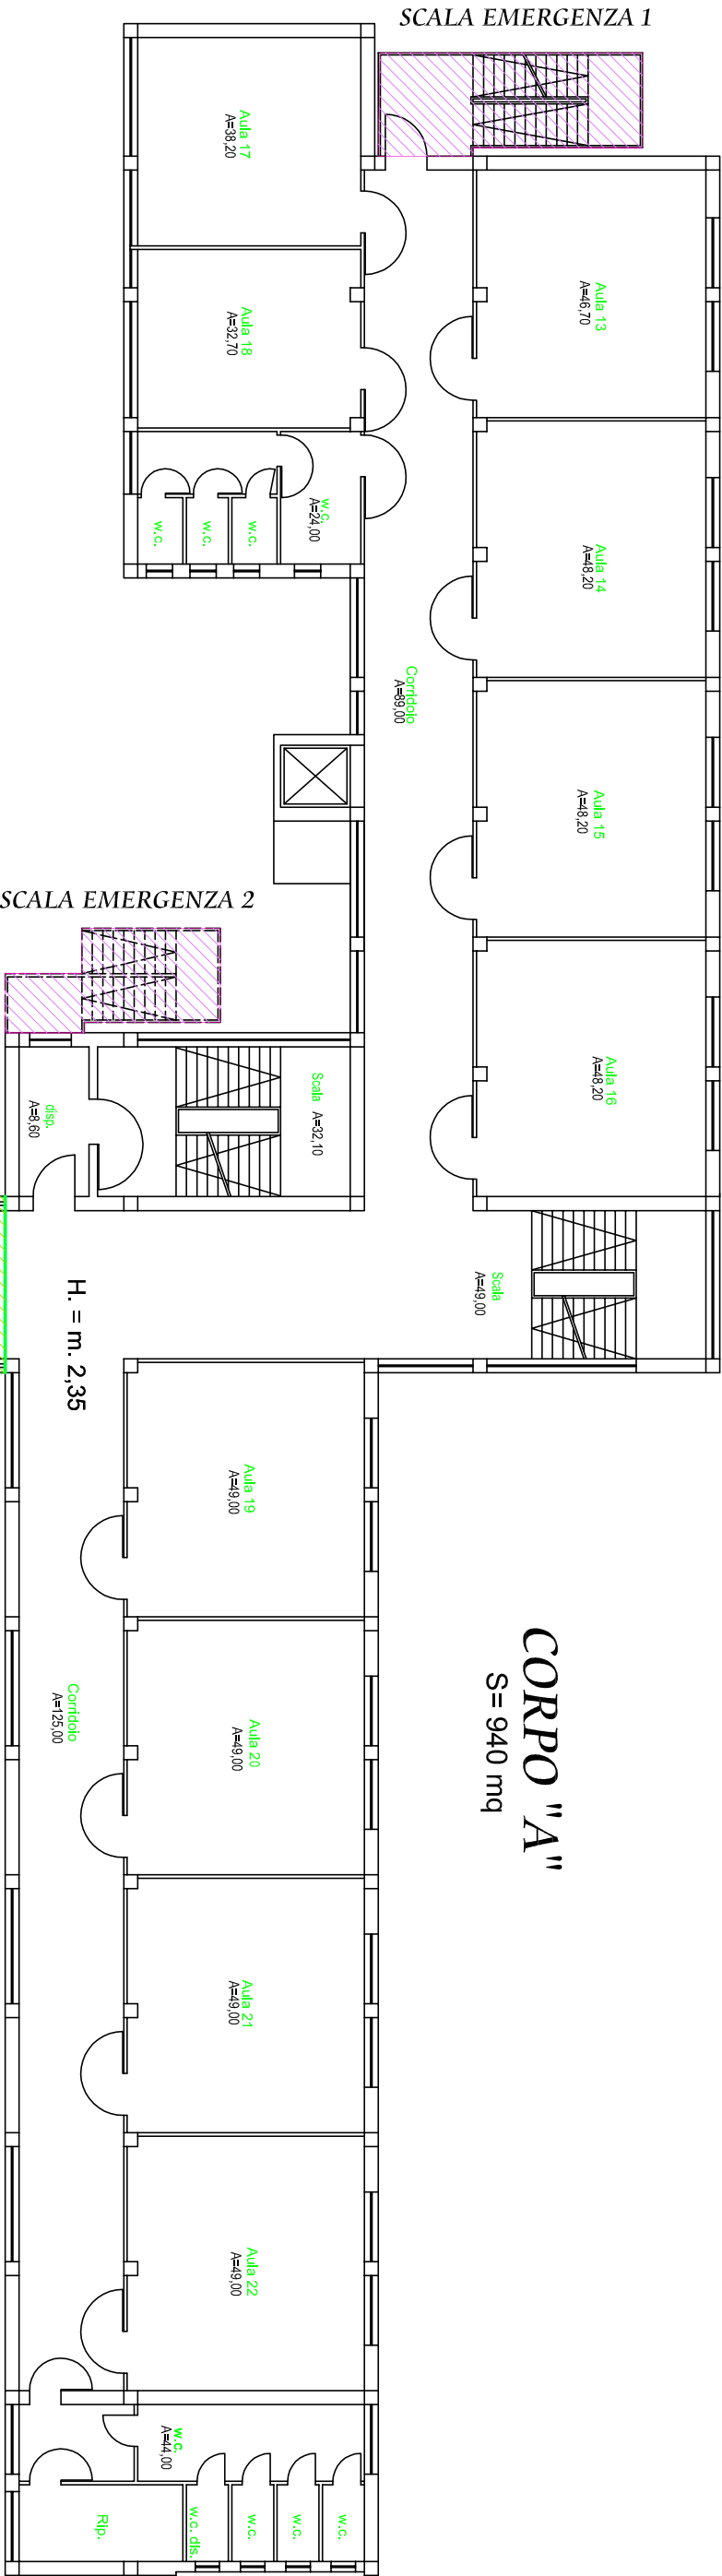 SCALA EMERGENZA 1
Aula 17
A=38,20
Aula 13
A=46,70
Aula 18
A=32,70
w.c.
A=24,00
w.c.
w.c.
w.c.
Aula 14
A=48,20
Corridoio
A=89,00
Aula 15
A=48,20
SCALA EMERGENZA 2
Aula 16
A=48,20
Scala A=32,10
disp.
A=8,60
Scala
A=49,00
H. = m. 2,35
Aula 19
A=49,00
CORPO "A"
S= 940 mq
Corridoio
A=125,00
Aula 20
A=49,00
Aula 21
A=49,00
Aula 22
A=49,00
w.c.
A=44,00
Rip.
w.c. dis.
w.c.
w.c.
w.c.